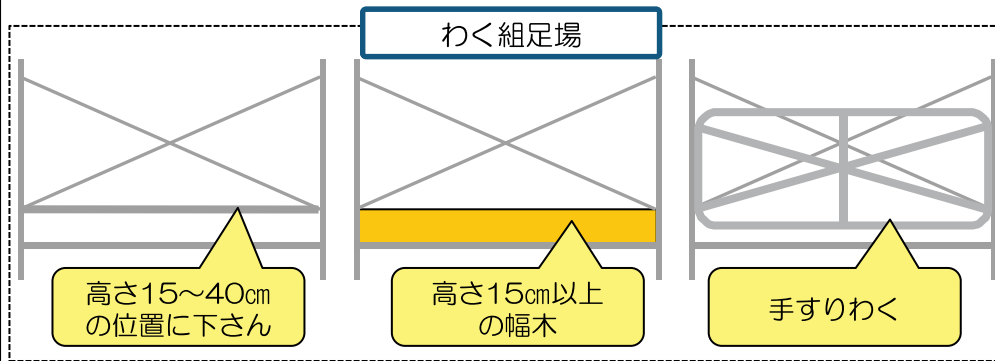 わく組足場
高さ15～40㎝
の位置に下さん
高さ15㎝以上
の幅木
手すりわく